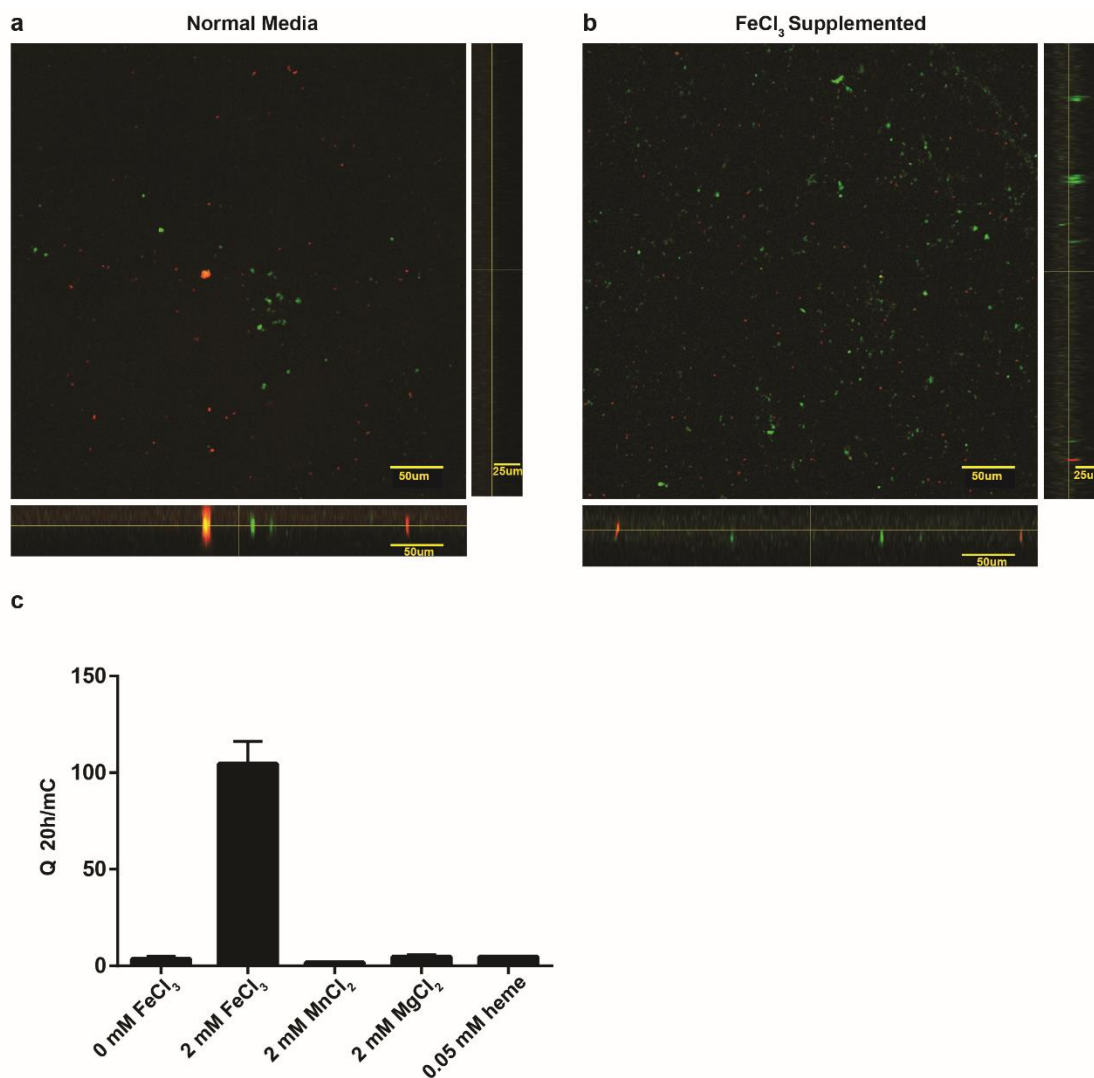 a
Normal Media
50um
25um
50um
b
FeCl₃ Supplemented
50um
25um
50um
c
Q 20h/mC
150
100
50
0
0 mM FeCl₃
2 mM FeCl₃
2 mM MnCl₂
2 mM MgCl₂
0.05 mM heme